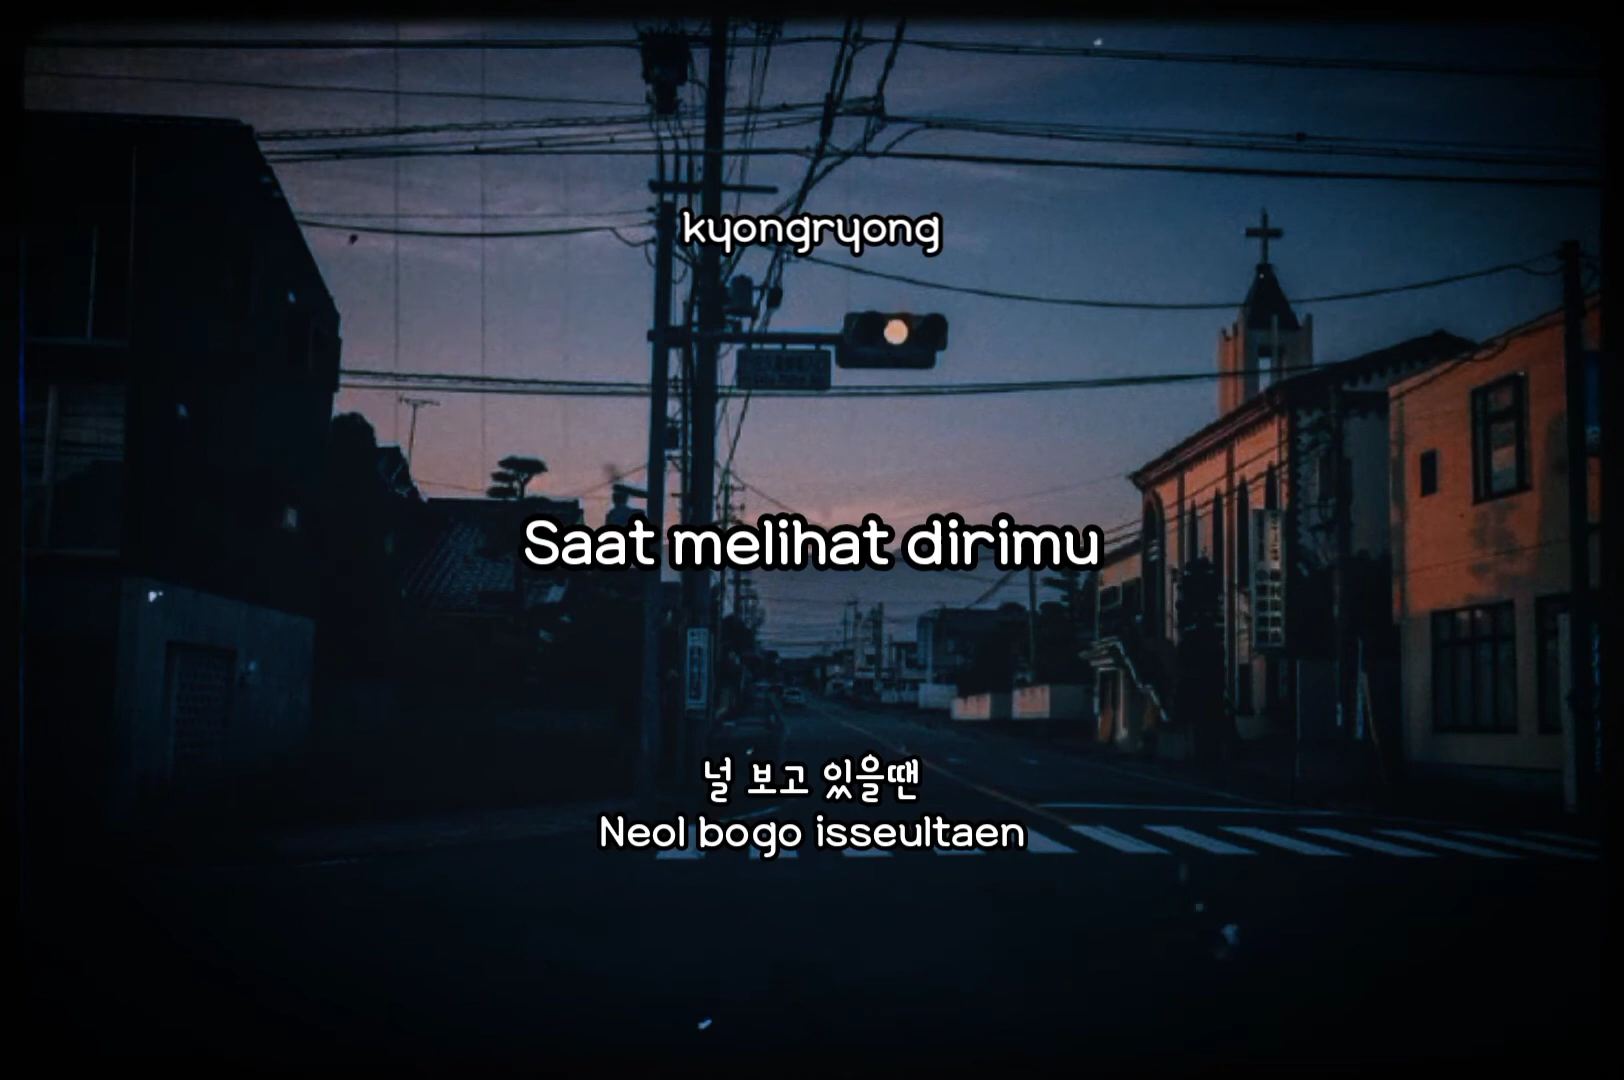 kyongryong
Saat melihat dirimu
널 보고 있을땐
Neol bogo isseultaen